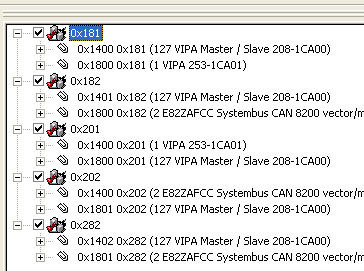 0x181
0x1400 0x181 (127 VIPA Master / Slave 208-1CA00)
0x1800 0x181 (1 VIPA 253-1CA01)
0x182
0x1401 0x182 (127 VIPA Master / Slave 208-1CA00)
0x1800 0x182 (2 E82ZAFCC Systembus CAN 8200 vector/m
0x201
0x1400 0x201 (1 VIPA 253-1CA01)
0x1800 0x201 (127 VIPA Master / Slave 208-1CA00)
0x202
0x1400 0x202 (2 E82ZAFCC Systembus CAN 8200 vector/m
0x1801 0x202 (127 VIPA Master / Slave 208-1CA00)
0x282
0x1402 0x282 (127 VIPA Master / Slave 208-1CA00)
0x1801 0x282 (2 E82ZAFCC Systembus CAN 8200 vector/m